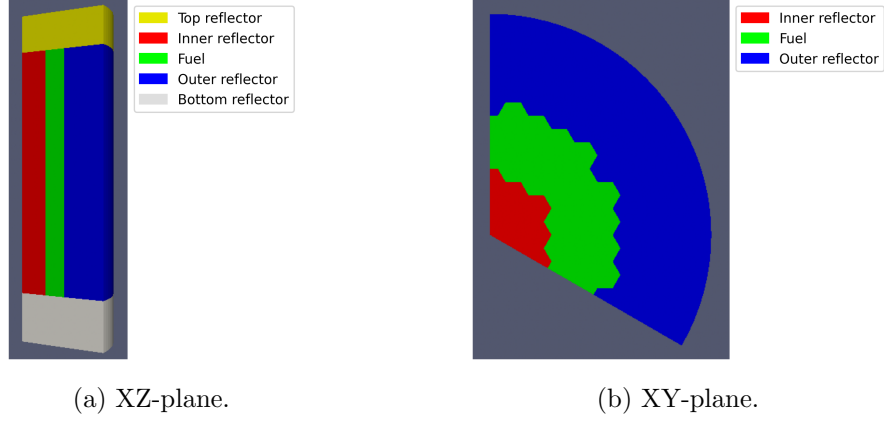 Top reflector
Inner reflector
Fuel
Outer reflector
Bottom reflector
Inner reflector
Fuel
Outer reflector
(a) XZ-plane.
(b) XY-plane.